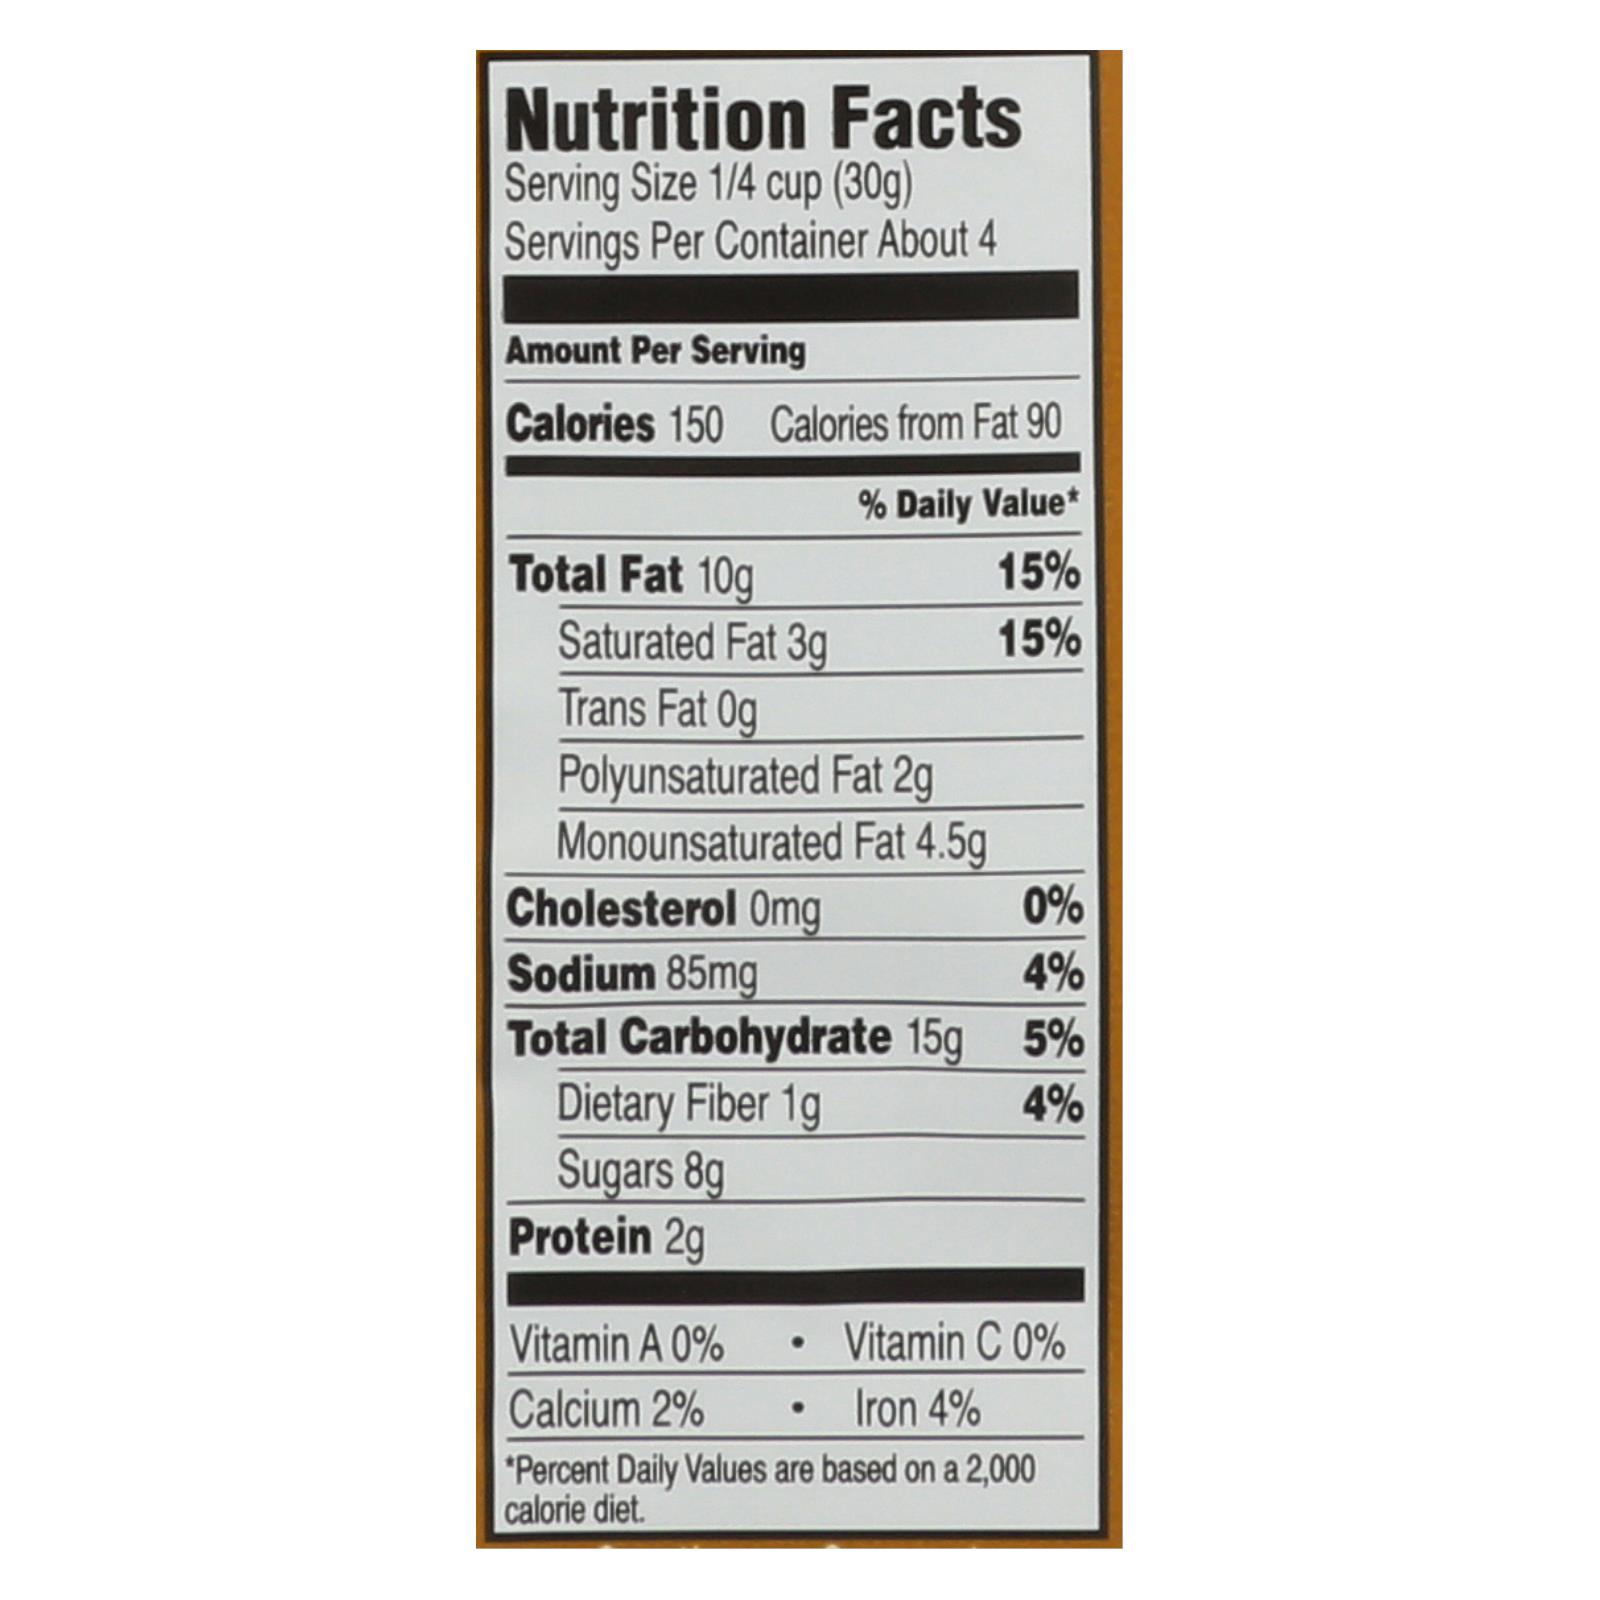 Nutrition Facts
Serving Size 1/4 cup (30g)
Servings Per Container About 4
Amount Per Serving
Calories 150 Calories from Fat 90
% Daily Value*
Total Fat 10g 15%
Saturated Fat 3g 15%
Trans Fat 0g
Polyunsaturated Fat 2g
Monounsaturated Fat 4.5g
Cholesterol 0mg 0%
Sodium 85mg 4%
Total Carbohydrate 15g 5%
Dietary Fiber 1g 4%
Sugars 8g
Protein 2g
Vitamin A 0% • Vitamin C 0%
Calcium 2% • Iron 4%
*Percent Daily Values are based on a 2,000
calorie diet.